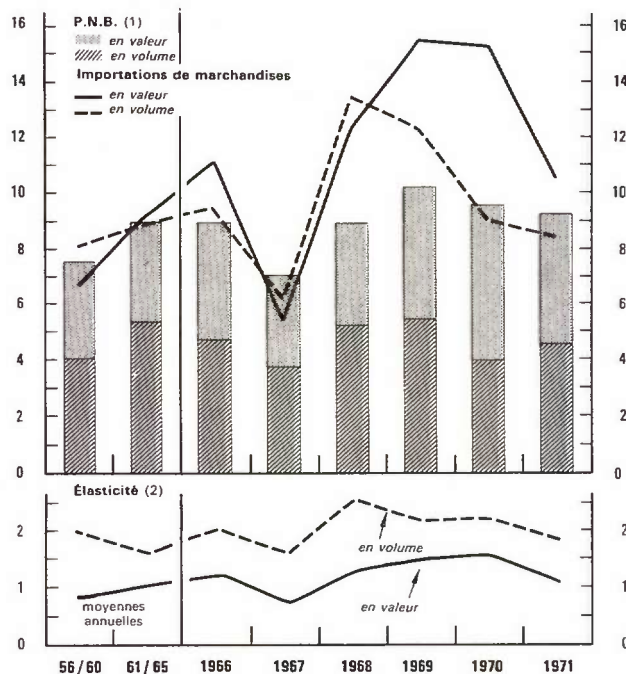 P.N.B. (1)
en valeur
en volume
Importations de marchandises
en valeur
en volume
16 16
14 14
12 12
10 10
8 8
6 6
4 4
2 2
0 0
Élasticité (2)
2 2
en volume
1 1
en valeur
moyennes
annuelles
0 0
56 / 60 61 / 65 1966 1967 1968 1969 1970 1971